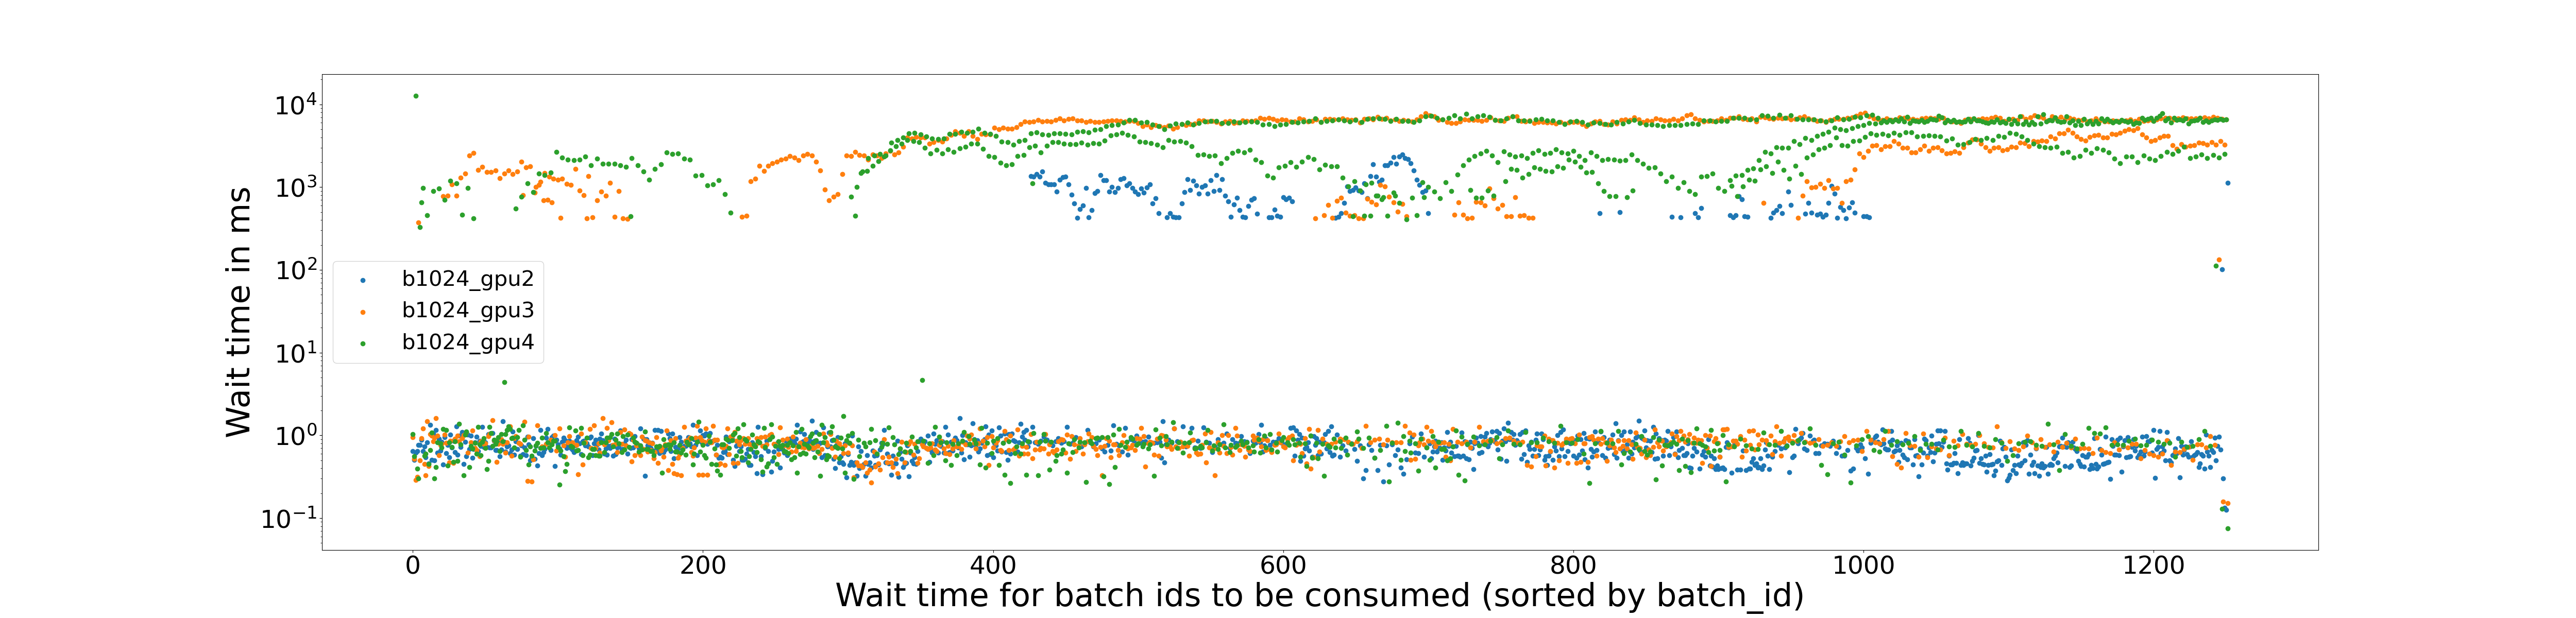 Wait time in ms
10^4
10^3
10^2
10^1
10^0
10^−1
b1024_gpu2
b1024_gpu3
b1024_gpu4
0 200 400 600 800 1000 1200
Wait time for batch ids to be consumed (sorted by batch_id)